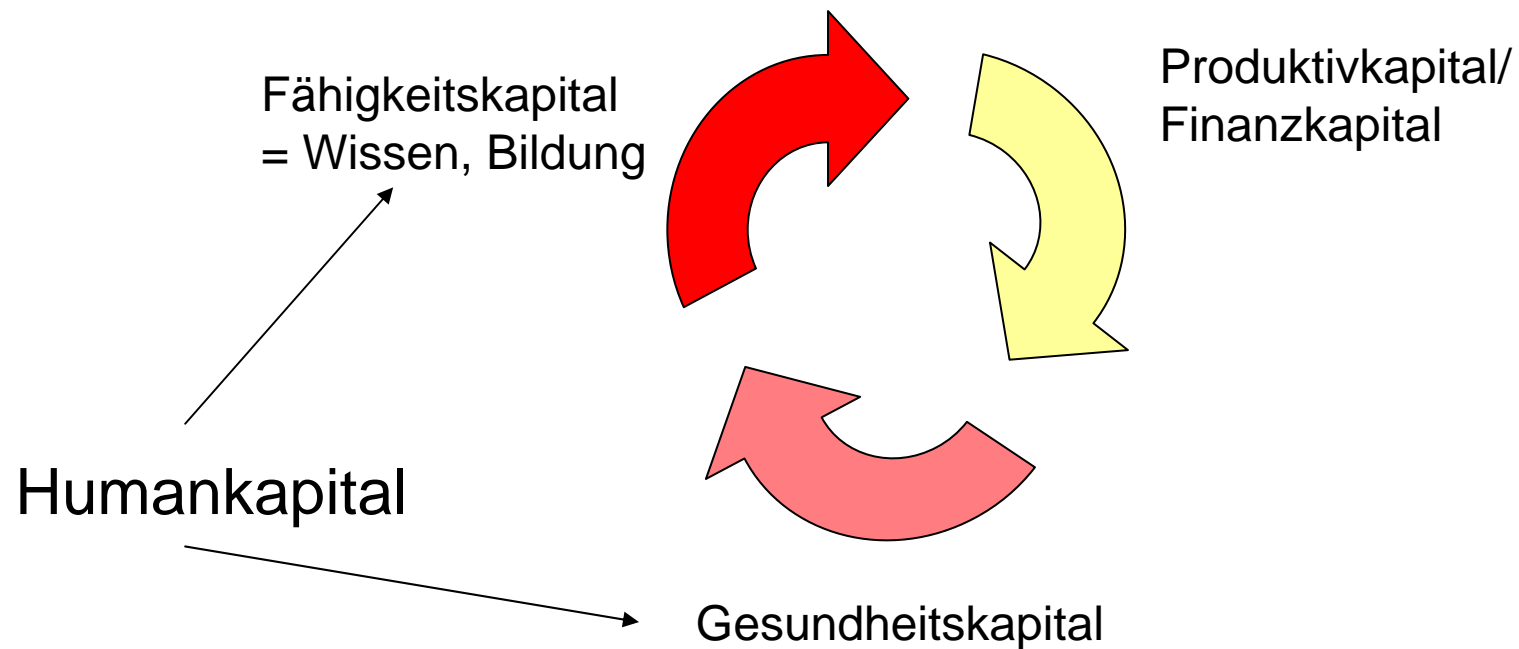 Fähigkeitskapital
= Wissen, Bildung
Produktivkapital/
Finanzkapital
Humankapital
Gesundheitskapital